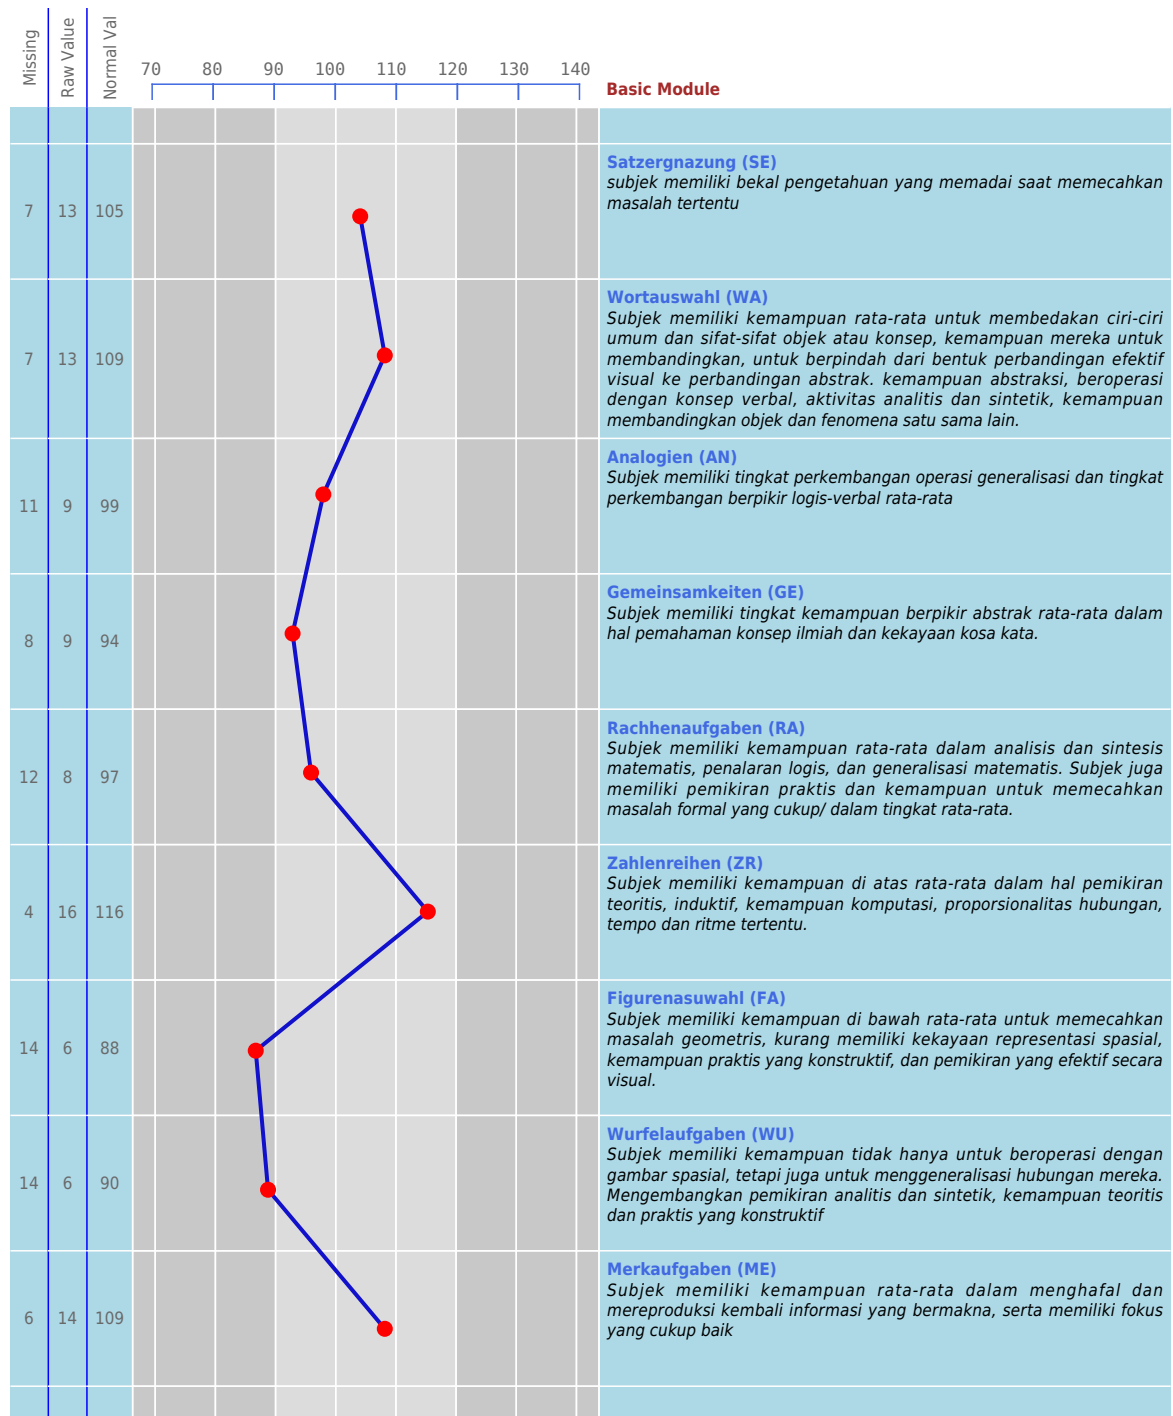 Missing
Raw Value
Normal Val
70 80 90 100 110 120 130 140
Basic Module
Satzergnazung (SE)
subjek memiliki bekal pengetahuan yang memadai saat memecahkan
masalah tertentu
7 13 105
Wortauswahl (WA)
Subjek memiliki kemampuan rata-rata untuk membedakan ciri-ciri
umum dan sifat-sifat objek atau konsep, kemampuan mereka untuk
membandingkan, untuk berpindah dari bentuk perbandingan efektif
visual ke perbandingan abstrak. kemampuan abstraksi, beroperasi
dengan konsep verbal, aktivitas analitis dan sintetik, kemampuan
membandingkan objek dan fenomena satu sama lain.
7 13 109
Analogien (AN)
Subjek memiliki tingkat perkembangan operasi generalisasi dan tingkat
perkembangan berpikir logis-verbal rata-rata
11 9 99
Gemeinsamkeiten (GE)
Subjek memiliki tingkat kemampuan berpikir abstrak rata-rata dalam
hal pemahaman konsep ilmiah dan kekayaan kosa kata.
8 9 94
Rachhenaufgaben (RA)
Subjek memiliki kemampuan rata-rata dalam analisis dan sintesis
matematis, penalaran logis, dan generalisasi matematis. Subjek juga
memiliki pemikiran praktis dan kemampuan untuk memecahkan
masalah formal yang cukup/ dalam tingkat rata-rata.
12 8 97
Zahlenreihen (ZR)
Subjek memiliki kemampuan di atas rata-rata dalam hal pemikiran
teoritis, induktif, kemampuan komputasi, proporsionalitas hubungan,
tempo dan ritme tertentu.
4 16 116
Figurenasuwahl (FA)
Subjek memiliki kemampuan di bawah rata-rata untuk memecahkan
masalah geometris, kurang memiliki kekayaan representasi spasial,
kemampuan praktis yang konstruktif, dan pemikiran yang efektif secara
visual.
14 6 88
Wurfelaufgaben (WU)
Subjek memiliki kemampuan tidak hanya untuk beroperasi dengan
gambar spasial, tetapi juga untuk menggeneralisasi hubungan mereka.
Mengembangkan pemikiran analitis dan sintetik, kemampuan teoritis
dan praktis yang konstruktif
14 6 90
Merkaufgaben (ME)
Subjek memiliki kemampuan rata-rata dalam menghafal dan
mereproduksi kembali informasi yang bermakna, serta memiliki fokus
yang cukup baik
6 14 109